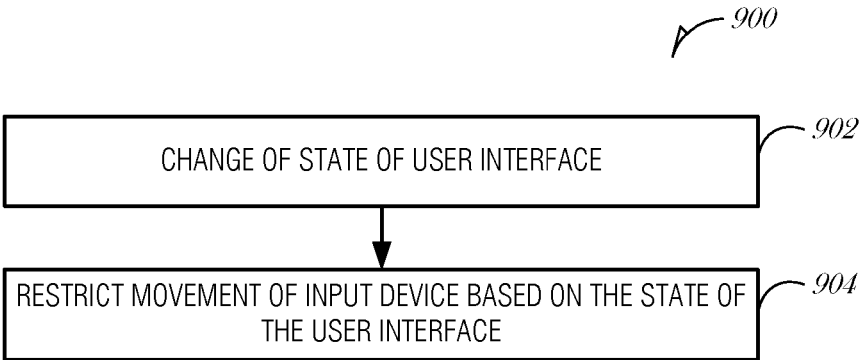 900
CHANGE OF STATE OF USER INTERFACE
902
RESTRICT MOVEMENT OF INPUT DEVICE BASED ON THE STATE OF
THE USER INTERFACE
904